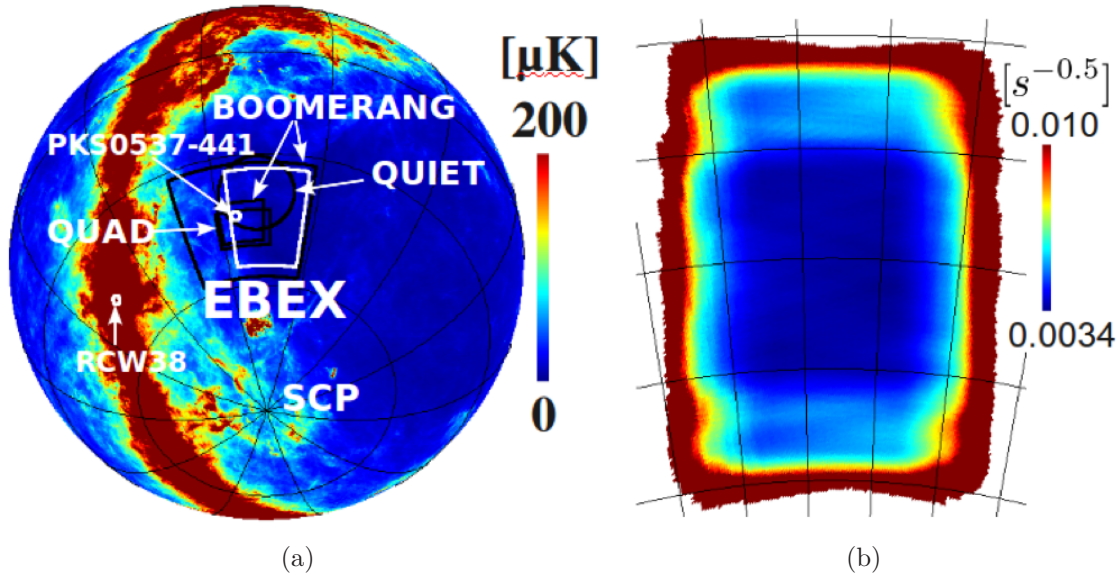 [µK]
200
BOOMERANG
PKS0537-441
QUIET
QUAD
EBEX
RCW38
SCP
0
(a)
[s^{-0.5}]
0.010
0.0034
(b)